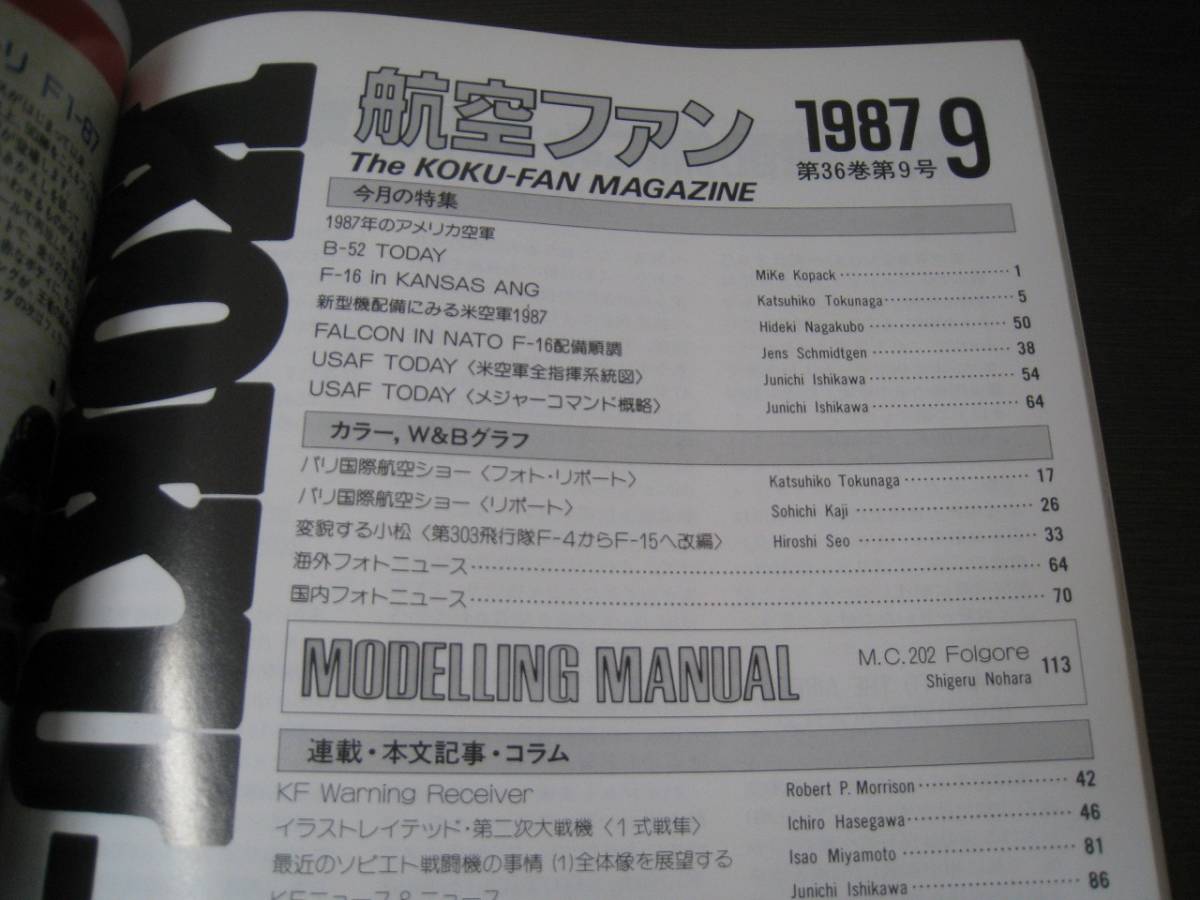 リ F1-87
航空ファン
The KOKU-FAN MAGAZINE
1987 9
第36巻第9号
今月の特集
1987年のアメリカ空軍
B-52 TODAY MiKe Kopack 1
F-16 in KANSAS ANG Katsuhiko Tokunaga 5
新型機配備にみる米空軍1987 Hideki Nagakubo 50
FALCON IN NATO F-16配備順調 Jens Schmidtgen 38
USAF TODAY〈米空軍全指揮系統図〉 Junichi Ishikawa 54
USAF TODAY〈メジャーコマンド概略〉 Junichi Ishikawa 64
カラー, W&Bグラフ
パリ国際航空ショー〈フォト・リポート〉 Katsuhiko Tokunaga 17
パリ国際航空ショー〈リポート〉 Sohichi Kaji 26
変貌する小松〈第303飛行隊F-4からF-15へ改編〉 Hiroshi Seo 33
海外フォトニュース 64
国内フォトニュース 70
MODELLING MANUAL M.C.202 Folgore Shigeru Nohara 113
連載・本文記事・コラム
KF Warning Receiver Robert P. Morrison 42
イラストレイテッド・第二次大戦機〈1式戦隼〉 Ichiro Hasegawa 46
最近のソビエト戦闘機の事情 (1)全体像を展望する Isao Miyamoto 81
KFニュース&ニュース Junichi Ishikawa 86